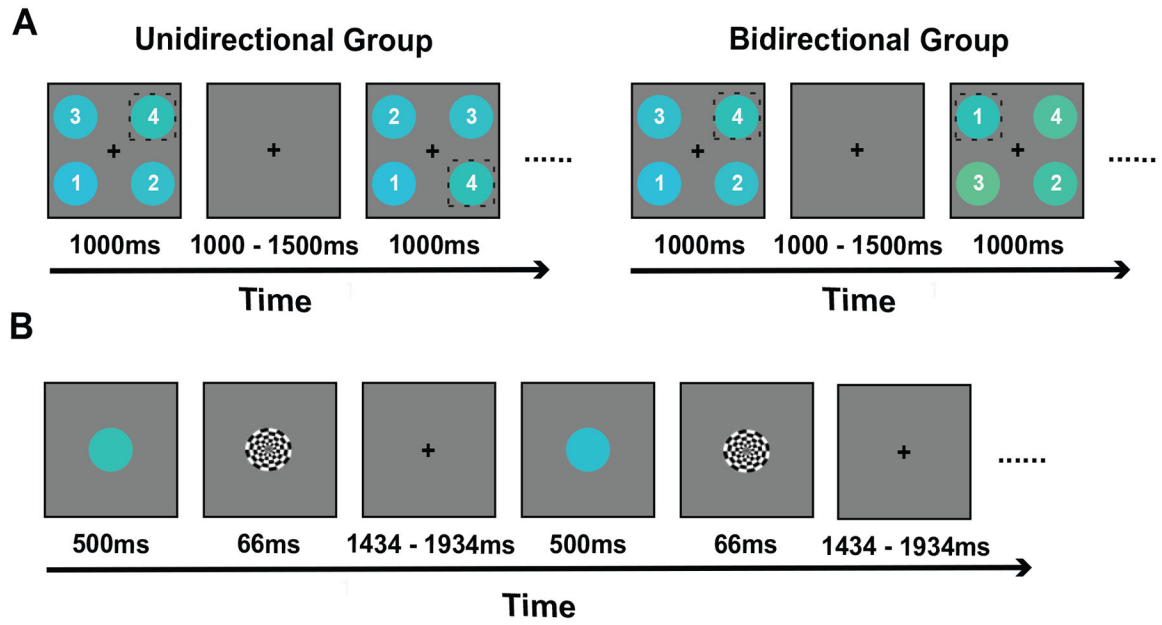 A
Unidirectional Group
Bidirectional Group
3 4
1 2
+
+
2 3
1 4
+
......
3 4
1 2
+
+
1 4
3 2
+
......
1000ms 1000 - 1500ms 1000ms
1000ms 1000 - 1500ms 1000ms
Time
Time
B
+
+
......
500ms 66ms 1434 - 1934ms 500ms 66ms 1434 - 1934ms
Time